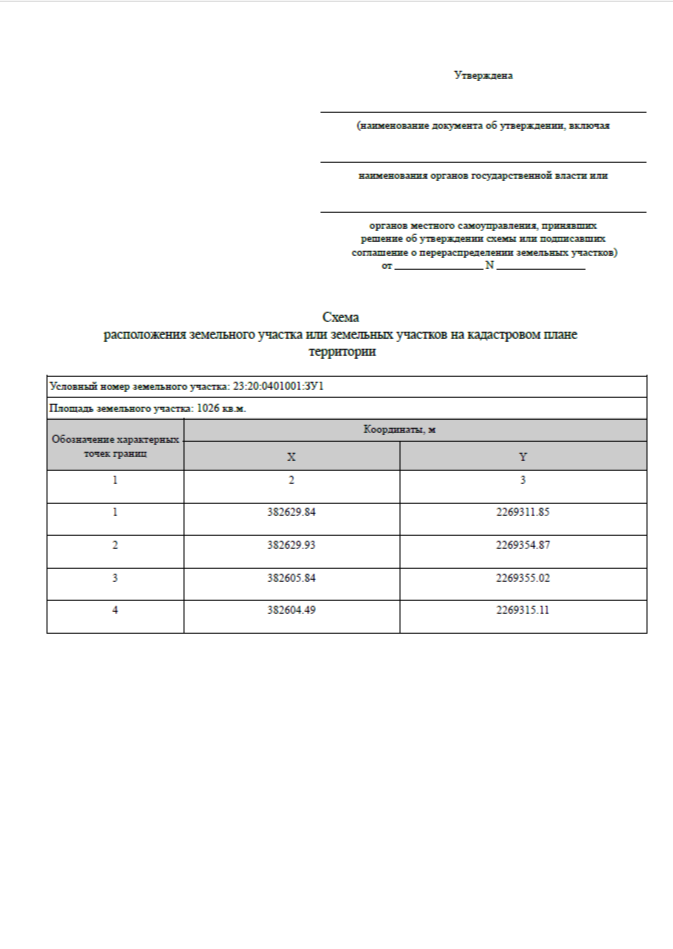 Утверждена
(наименование документа об утверждении, включая
наименования органов государственной власти или
органов местного самоуправления, принявших
решение об утверждении схемы или подписавших
соглашение о перераспределении земельных участков)
от ________________ N ________________
Схема
расположения земельного участка или земельных участков на кадастровом плане
территории
Условный номер земельного участка: 23:20:0401001:ЗУ1
Площадь земельного участка: 1026 кв.м.
Обозначение характерных
точек границ
Координаты, м
X Y
1 2 3
1 382629.84 2269311.85
2 382629.93 2269354.87
3 382605.84 2269355.02
4 382604.49 2269315.11